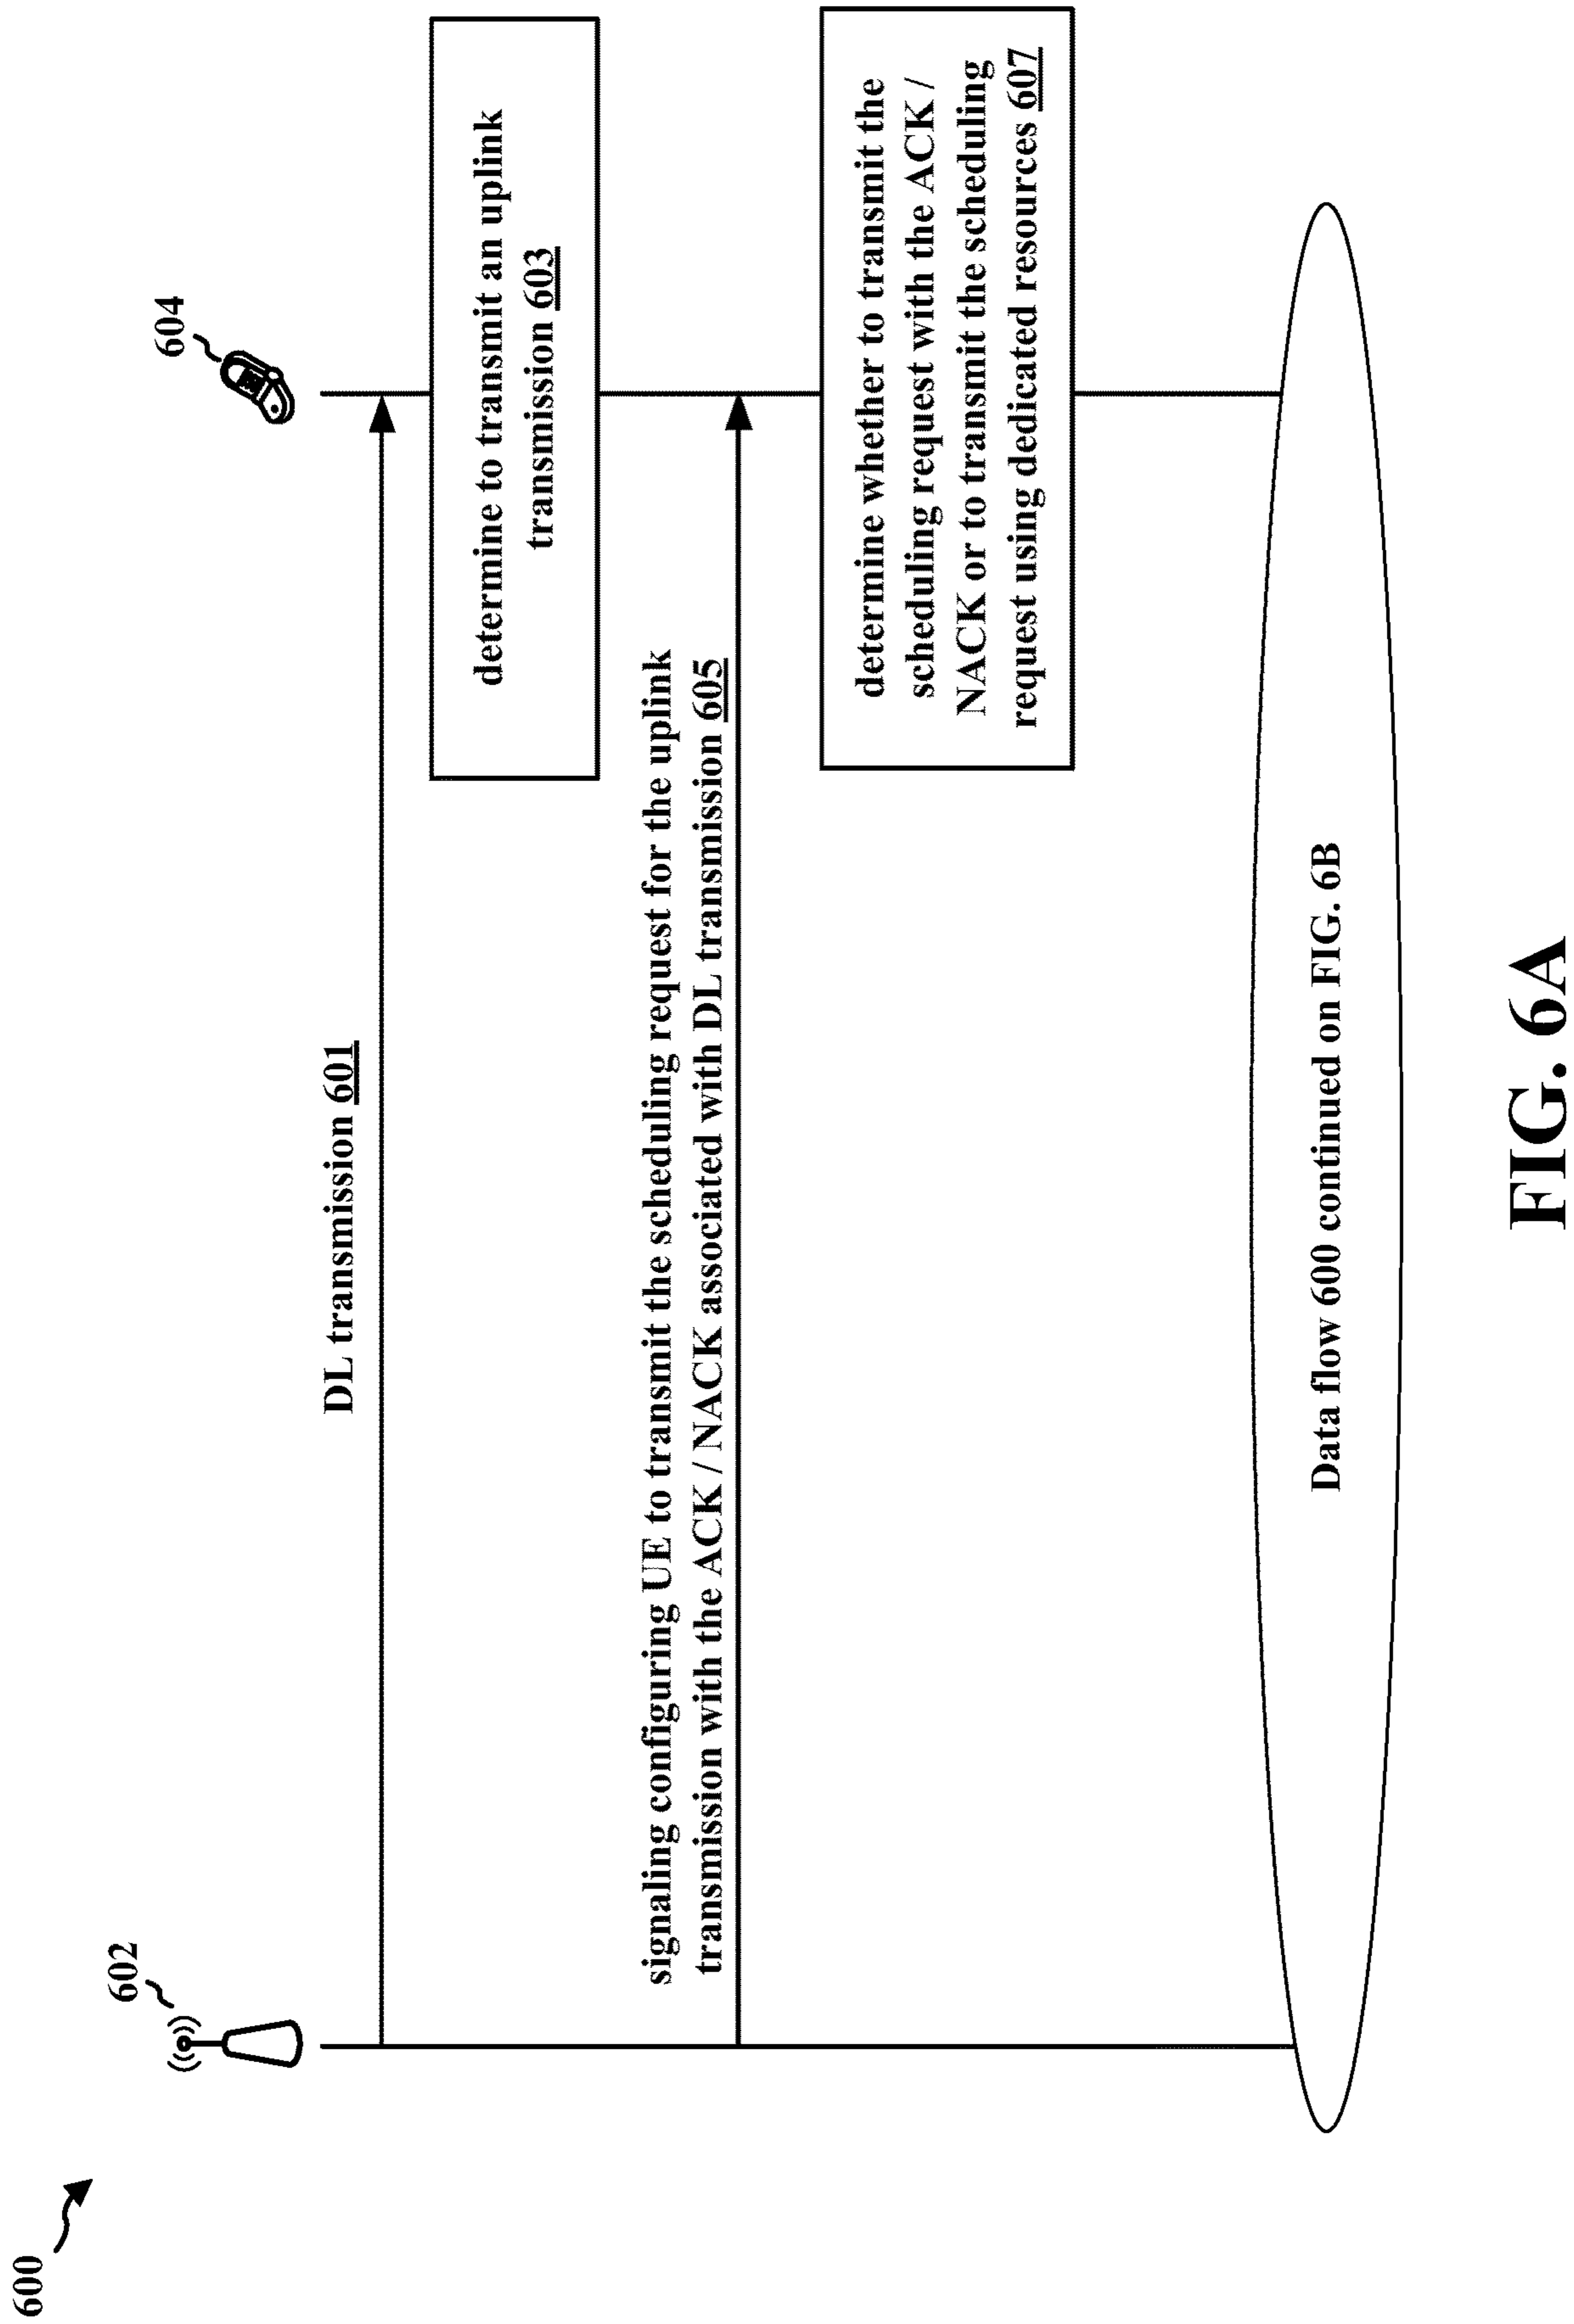 600
602
604
DL transmission 601
determine to transmit an uplink
transmission 603
signaling configuring UE to transmit the scheduling request for the uplink
transmission with the ACK / NACK associated with DL transmission 605
determine whether to transmit the
scheduling request with the ACK /
NACK or to transmit the scheduling
request using dedicated resources 607
Data flow 600 continued on FIG. 6B
FIG. 6A